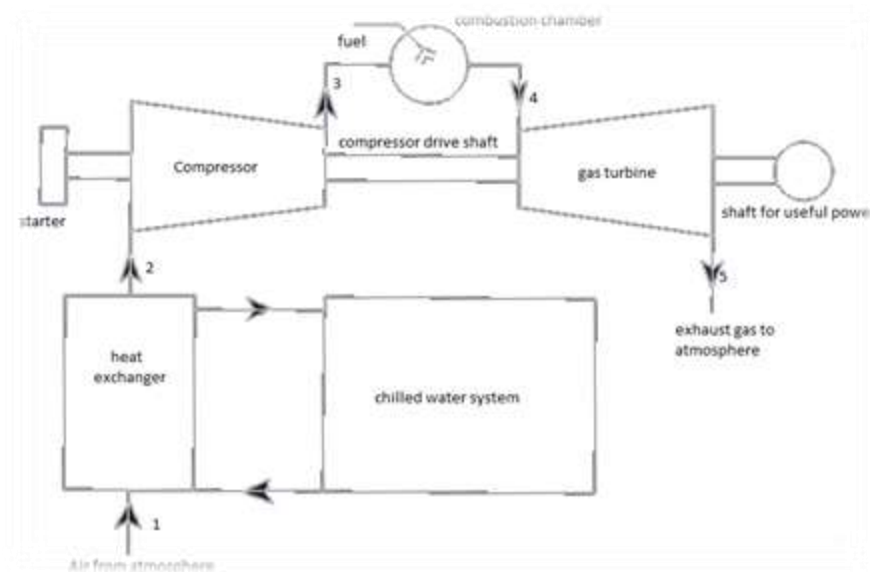 combustion chamber
fuel
3
4
compressor drive shaft
Compressor
gas turbine
starter
shaft for useful powe
2
5
exhaust gas to
atmosphere
heat
exchanger
chilled water system
1
Air from atmosphere